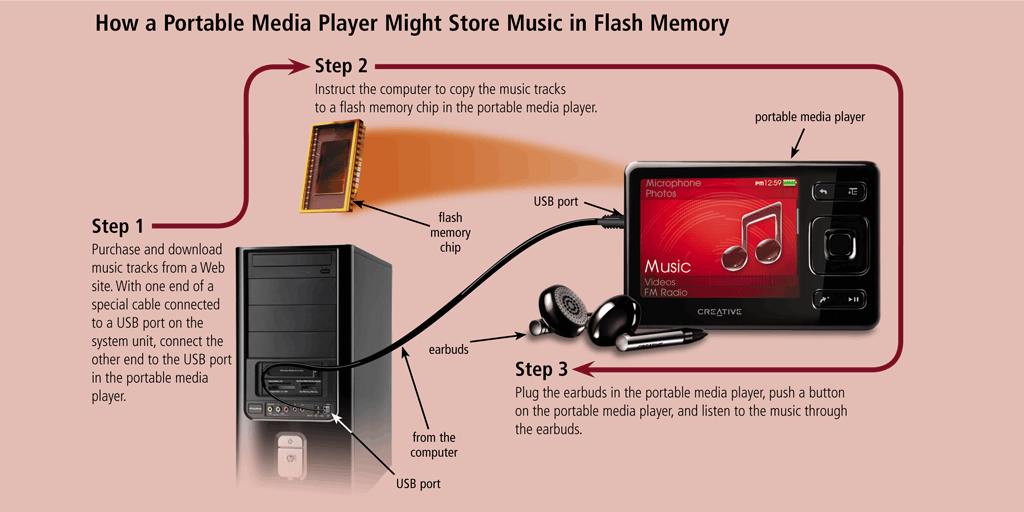 How a Portable Media Player Might Store Music in Flash Memory
Step 1
Purchase and download
music tracks from a Web
site. With one end of a
special cable connected
to a USB port on the
system unit, connect the
other end to the USB port
in the portable media
player.
Step 2
Instruct the computer to copy the music tracks
to a flash memory chip in the portable media player.
flash
memory
chip
USB port
portable media player
Microphone
PM 12:59
Photos
Music
Videos
FM Radio
CREATIVE
earbuds
from the
computer
USB port
Step 3
Plug the earbuds in the portable media player, push a button
on the portable media player, and listen to the music through
the earbuds.